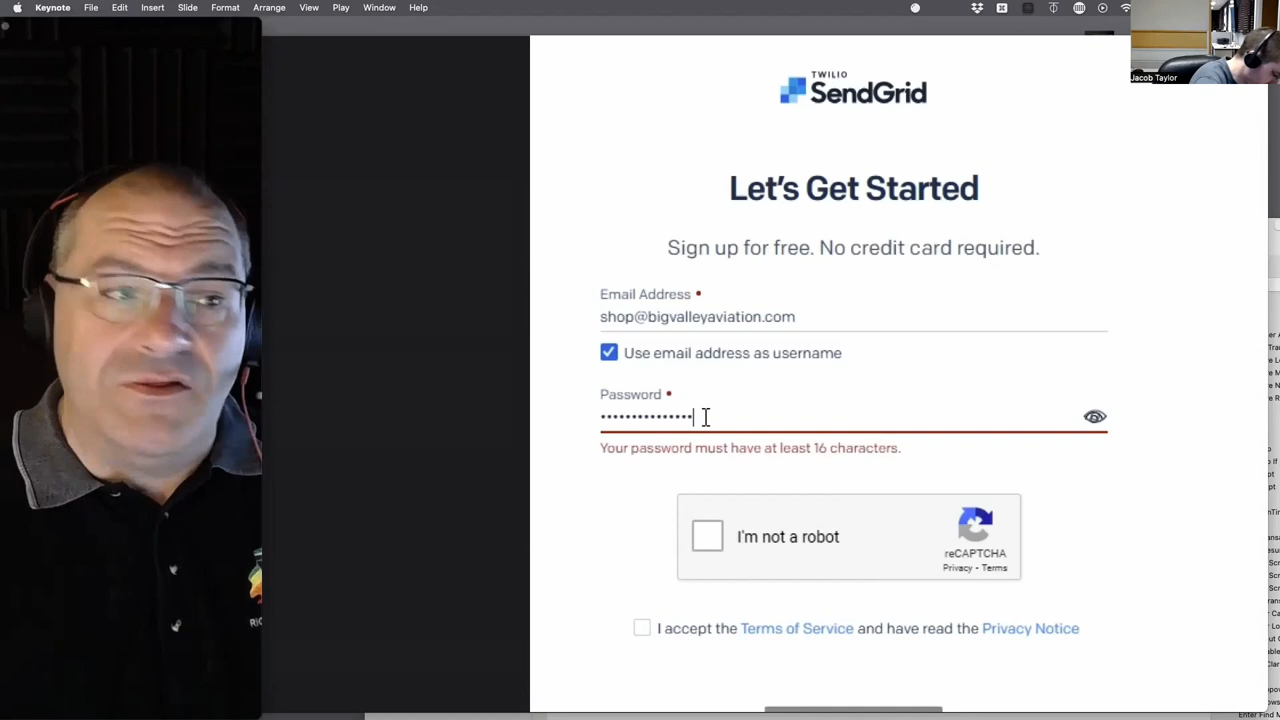 Keynote File Edit Insert Slide Format Arrange View Play Window Help
Jacob Taylor
TWILIO
SendGrid
Let's Get Started
Sign up for free. No credit card required.
Email Address •
shop@bigvalleyaviation.com
Use email address as username
Password •
•••••••••••••••
Your password must have at least 16 characters.
I'm not a robot
reCAPTCHA
Privacy - Terms
I accept the Terms of Service and have read the Privacy Notice